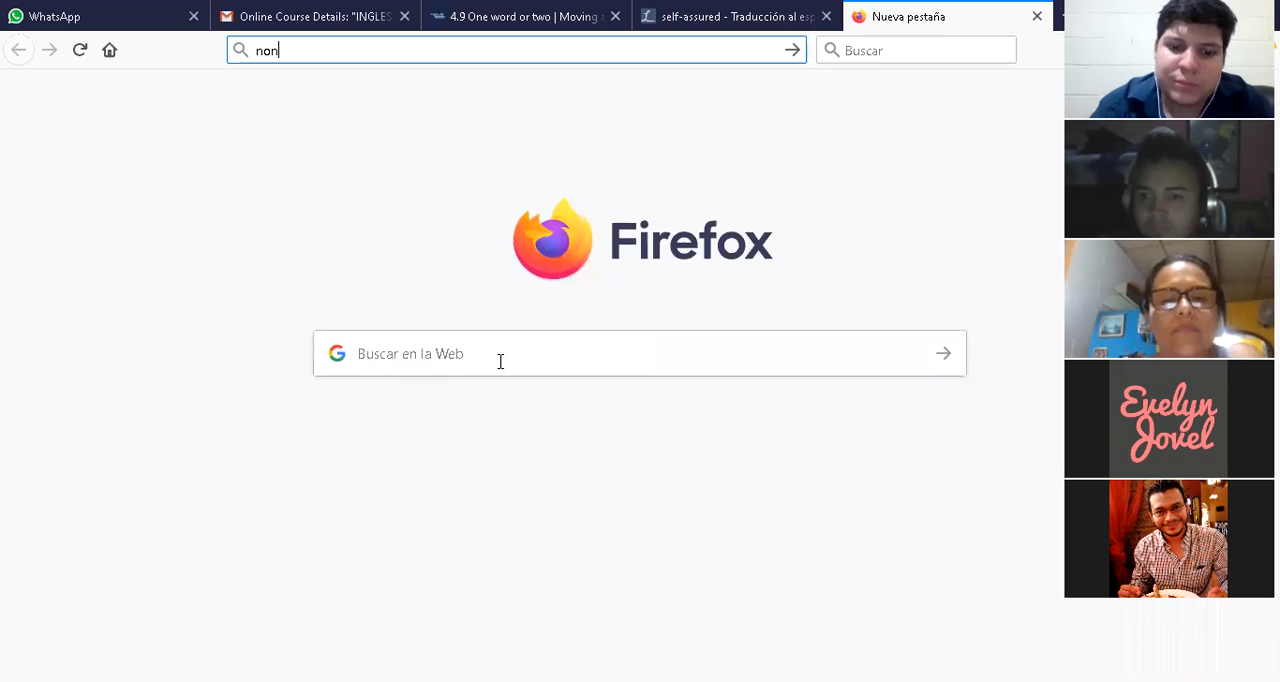 WhatsApp
Online Course Details: "INGLES
4.9 One word or two | Moving a
self-assured - Traducción al esp
Nueva pestaña
non
Buscar
Firefox
Buscar en la Web
Evelyn
Jovel